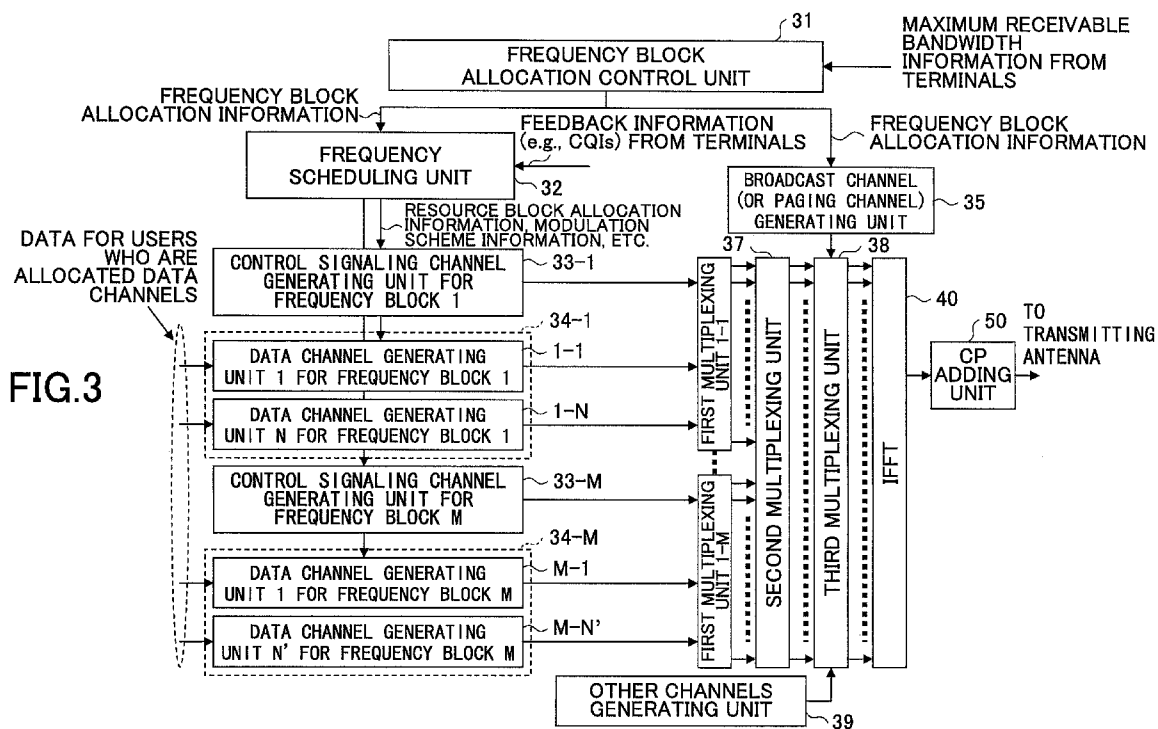 31
FREQUENCY BLOCK
ALLOCATION CONTROL UNIT
MAXIMUM RECEIVABLE
BANDWIDTH
INFORMATION FROM
TERMINALS
FREQUENCY BLOCK
ALLOCATION INFORMATION
FEEDBACK INFORMATION
(e.g., CQIs) FROM TERMINALS
FREQUENCY BLOCK
ALLOCATION INFORMATION
FREQUENCY
SCHEDULING UNIT
32
BROADCAST CHANNEL
(OR PAGING CHANNEL)
GENERATING UNIT
35
RESOURCE BLOCK ALLOCATION
INFORMATION, MODULATION
SCHEME INFORMATION, ETC.
DATA FOR USERS
WHO ARE
ALLOCATED DATA
CHANNELS
CONTROL SIGNALING CHANNEL
GENERATING UNIT FOR
FREQUENCY BLOCK 1
33-1
37
38
40
34-1
DATA CHANNEL GENERATING
UNIT 1 FOR FREQUENCY BLOCK 1
1-1
DATA CHANNEL GENERATING
UNIT N FOR FREQUENCY BLOCK 1
1-N
FIRST MULTIPLEXING
UNIT 1-1
SECOND MULTIPLEXING UNIT
THIRD MULTIPLEXING UNIT
IFFT
50
CP
ADDING
UNIT
TO
TRANSMITTING
ANTENNA
FIG.3
CONTROL SIGNALING CHANNEL
GENERATING UNIT FOR
FREQUENCY BLOCK M
33-M
34-M
DATA CHANNEL GENERATING
UNIT 1 FOR FREQUENCY BLOCK M
M-1
DATA CHANNEL GENERATING
UNIT N' FOR FREQUENCY BLOCK M
M-N'
FIRST MULTIPLEXING
UNIT 1-M
OTHER CHANNELS
GENERATING UNIT
39